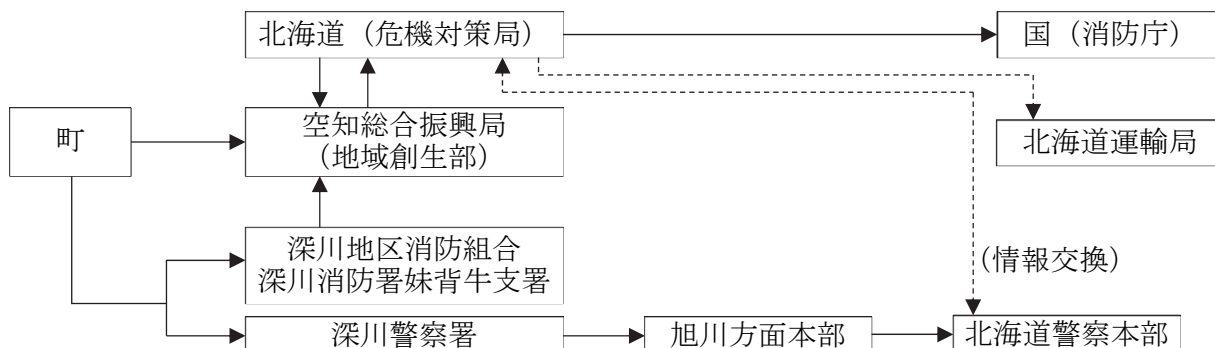 北海道（危機対策局）
国（消防庁）
町
空知総合振興局
（地域創生部）
北海道運輸局
深川地区消防組合
深川消防署妹背牛支署
（情報交換）
深川警察署
旭川方面本部
北海道警察本部